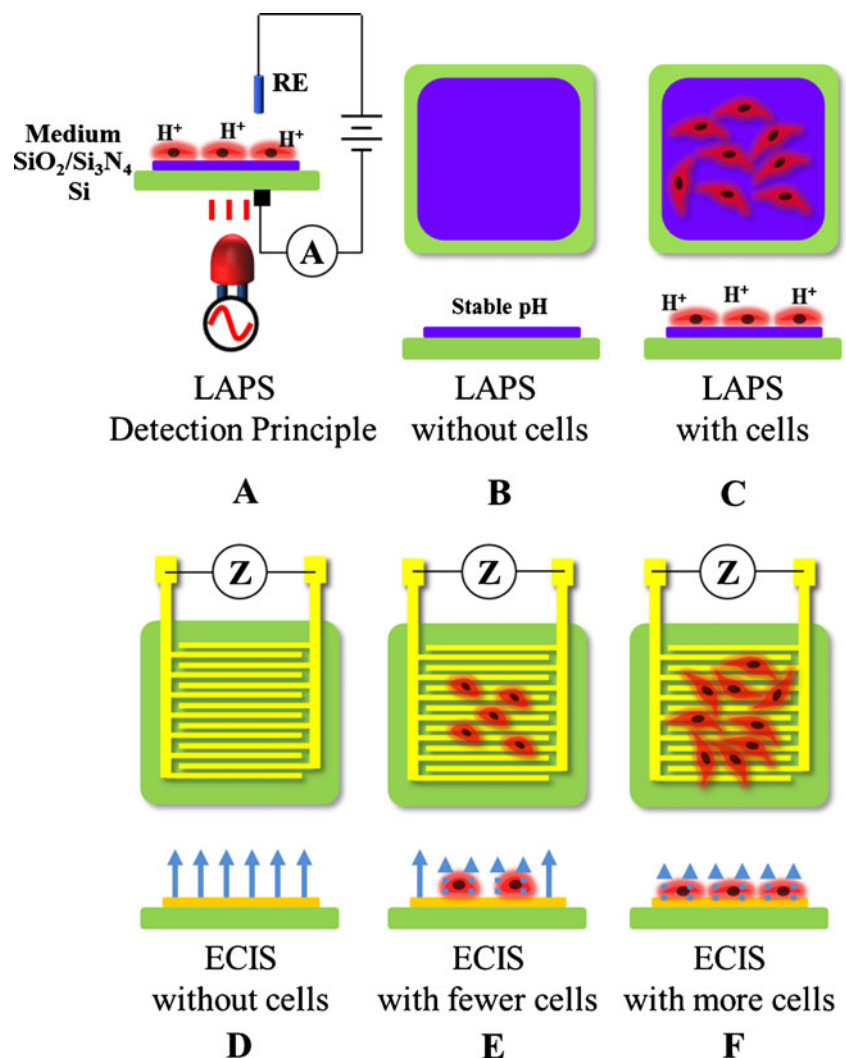 RE
H⁺ H⁺ H⁺
Medium
SiO₂/Si₃N₄
Si
A
LAPS
Detection Principle
A
Stable pH
LAPS
without cells
B
H⁺ H⁺ H⁺
LAPS
with cells
C
Z
ECIS
without cells
D
Z
ECIS
with fewer cells
E
Z
ECIS
with more cells
F